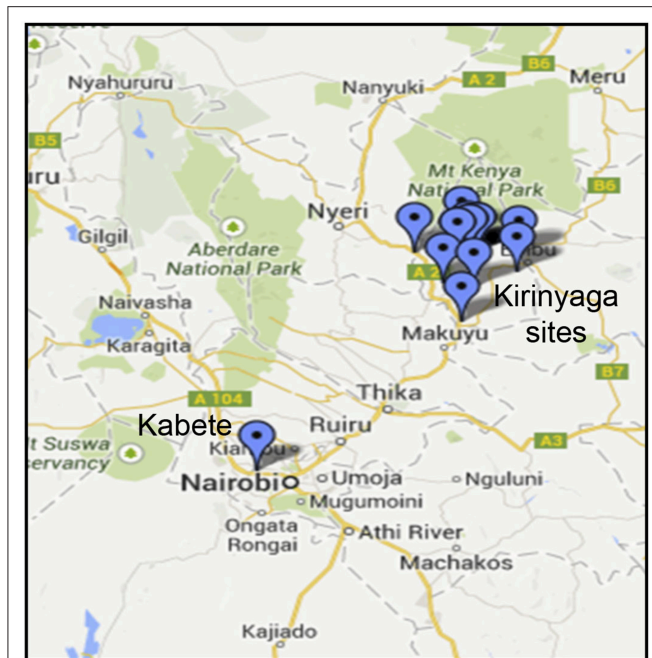 B6
A 2
Meru
Nyahururu
Nanyuki
B5
Mt Kenya
National Park
B6
Nyeri
Gilgil
Aberdare
National Park
A 2
Naivasha
Karagita
Kirinyaga
sites
Makuyu
B7
A 104
Thika
Kabete
Ruiru
A3
Nairobi
Umoja
Nguluni
Mugumoini
Ongata
Rongai
Athi River
Machakos
Kajiado